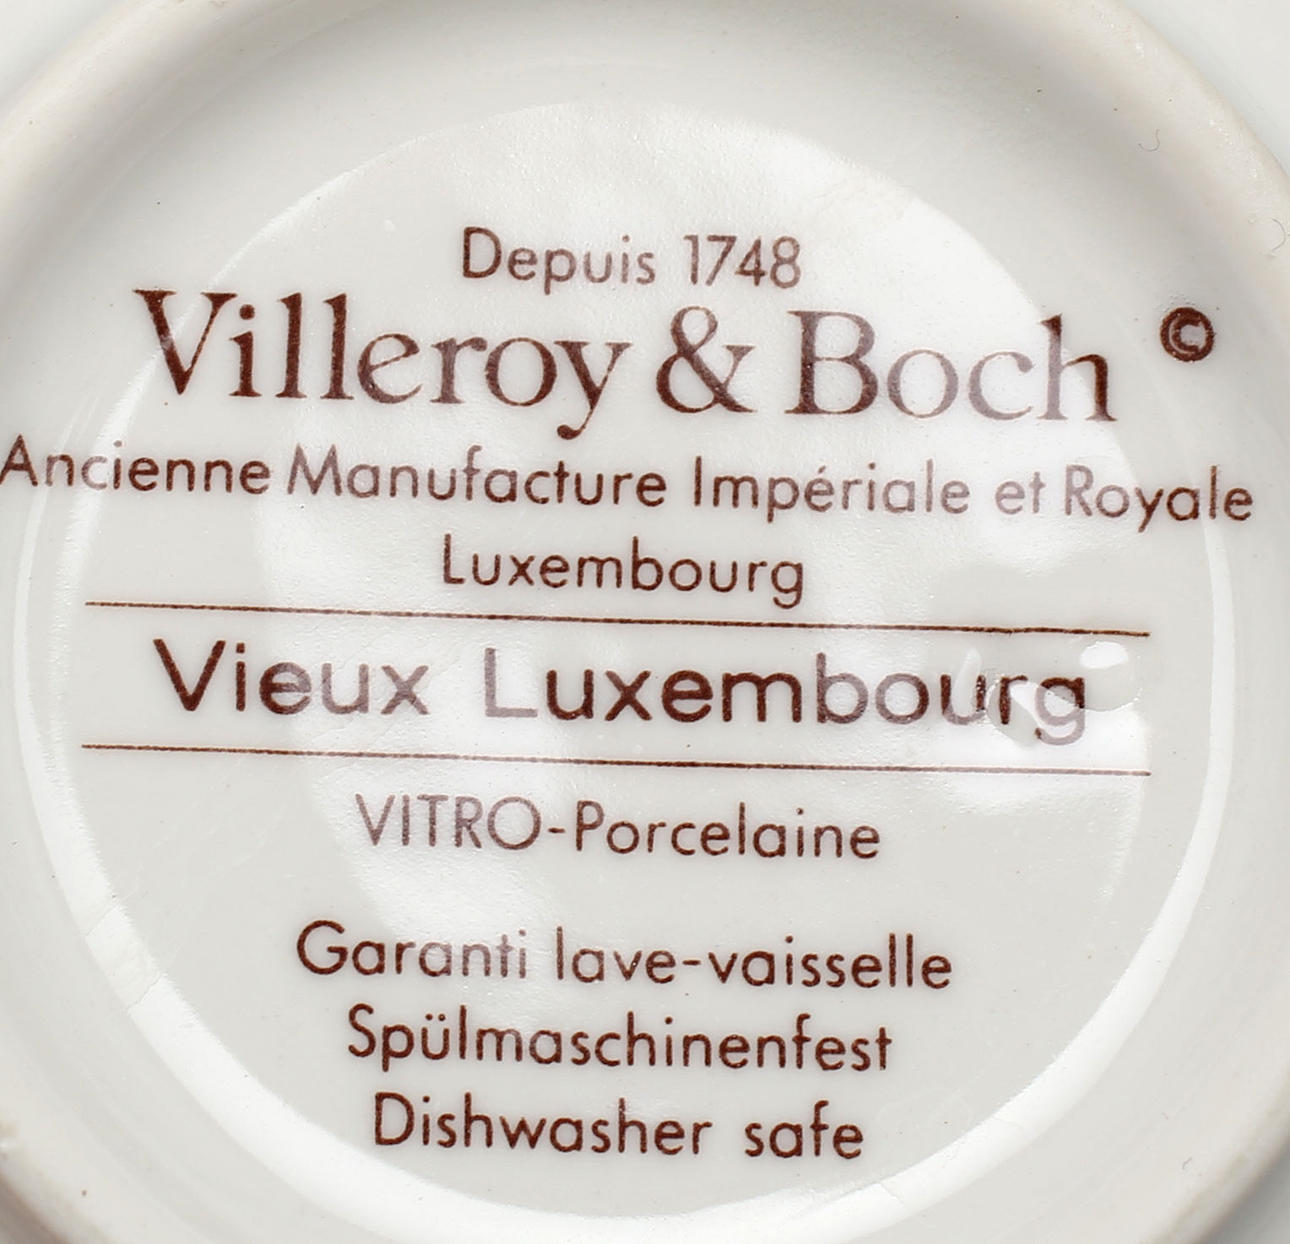 Depuis 1748
Villeroy & Boch ©
Ancienne Manufacture Impériale et Royale
Luxembourg
Vieux Luxembourg
VITRO-Porcelaine
Garanti lave-vaisselle
Spülmaschinenfest
Dishwasher safe